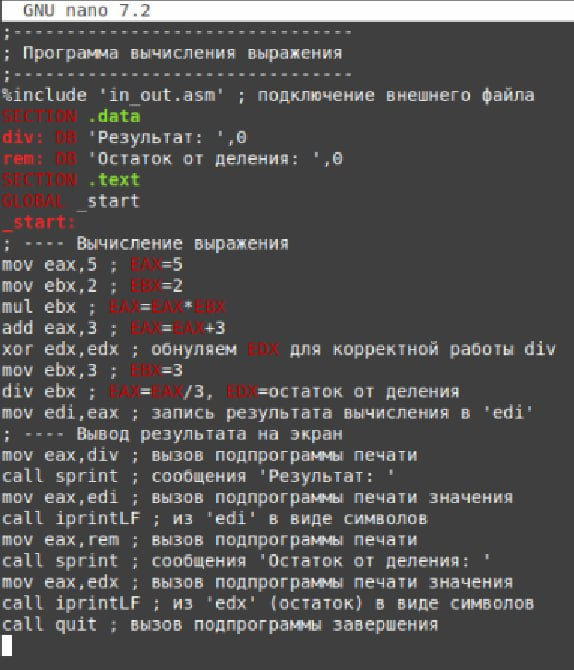 GNU nano 7.2
;--------------------------------
; Программа вычисления выражения
;--------------------------------
%include 'in_out.asm' ; подключение внешнего файла
SECTION .data
div: DB 'Результат: ',0
rem: DB 'Остаток от деления: ',0
SECTION .text
GLOBAL _start
_start:
; ---- Вычисление выражения
mov eax,5 ; EAX=5
mov ebx,2 ; EBX=2
mul ebx ; EAX=EAX*EBX
add eax,3 ; EAX=EAX+3
xor edx,edx ; обнуляем EDX для корректной работы div
mov ebx,3 ; EBX=3
div ebx ; EAX=EAX/3, EDX=остаток от деления
mov edi,eax ; запись результата вычисления в 'edi'
; ---- Вывод результата на экран
mov eax,div ; вызов подпрограммы печати
call sprint ; сообщения 'Результат: '
mov eax,edi ; вызов подпрограммы печати значения
call iprintLF ; из 'edi' в виде символов
mov eax,rem ; вызов подпрограммы печати
call sprint ; сообщения 'Остаток от деления: '
mov eax,edx ; вызов подпрограммы печати значения
call iprintLF ; из 'edx' (остаток) в виде символов
call quit ; вызов подпрограммы завершения